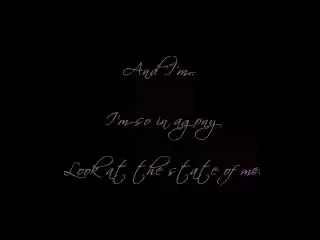 And I'm...
I'm so in agony
Look at the state of me